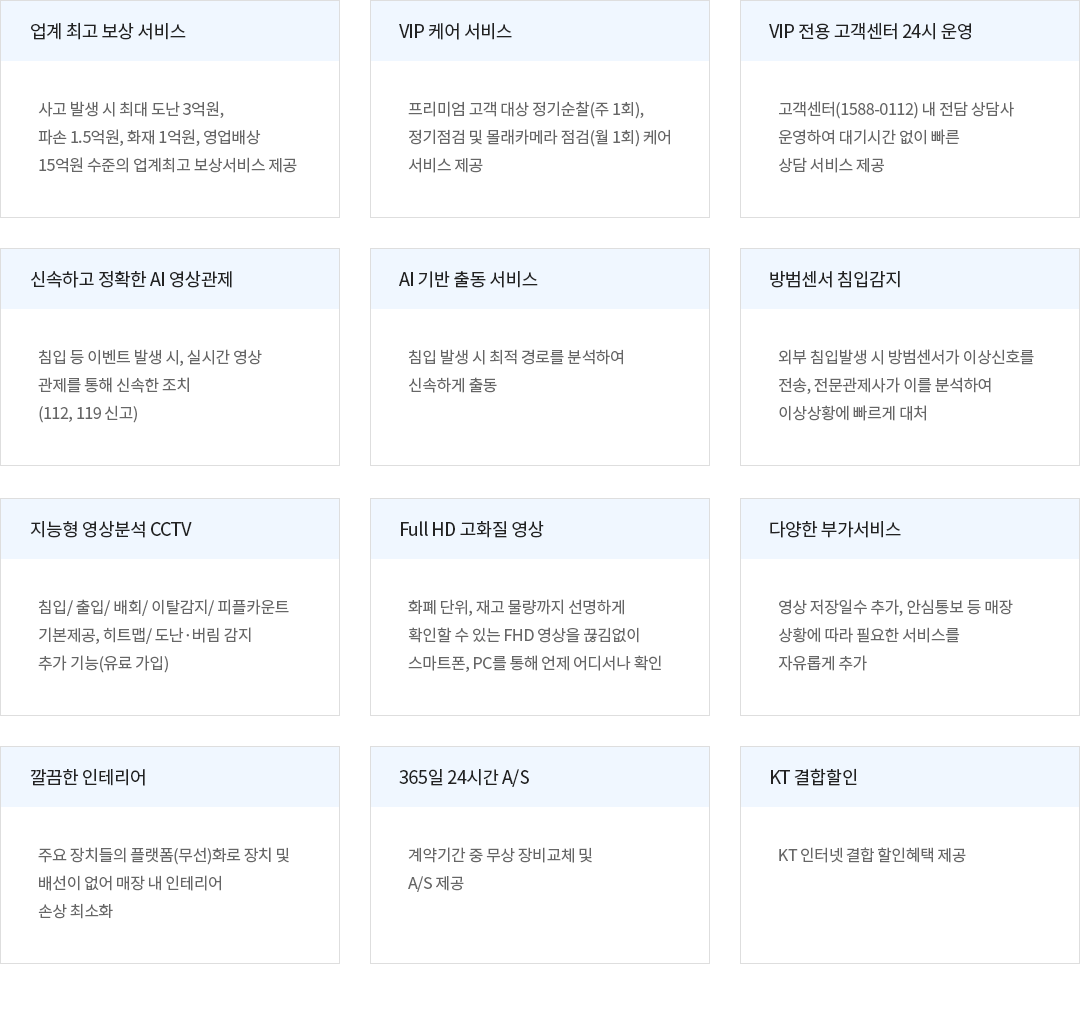 업계 최고 보상 서비스
사고 발생 시 최대 도난 3억원,
파손 1.5억원, 화재 1억원, 영업배상
15억원 수준의 업계최고 보상서비스 제공
VIP 케어 서비스
프리미엄 고객 대상 정기순찰(주 1회),
정기점검 및 몰래카메라 점검(월 1회) 케어
서비스 제공
VIP 전용 고객센터 24시 운영
고객센터(1588-0112) 내 전담 상담사
운영하여 대기시간 없이 빠른
상담 서비스 제공
신속하고 정확한 AI 영상관제
침입 등 이벤트 발생 시, 실시간 영상
관제를 통해 신속한 조치
(112, 119 신고)
AI 기반 출동 서비스
침입 발생 시 최적 경로를 분석하여
신속하게 출동
방범센서 침입감지
외부 침입발생 시 방범센서가 이상신호를
전송, 전문관제사가 이를 분석하여
이상상황에 빠르게 대처
지능형 영상분석 CCTV
침입/ 출입/ 배회/ 이탈감지/ 피플카운트
기본제공, 히트맵/ 도난·버림 감지
추가 기능(유료 가입)
Full HD 고화질 영상
화폐 단위, 재고 물량까지 선명하게
확인할 수 있는 FHD 영상을 끊김없이
스마트폰, PC를 통해 언제 어디서나 확인
다양한 부가서비스
영상 저장일수 추가, 안심통보 등 매장
상황에 따라 필요한 서비스를
자유롭게 추가
깔끔한 인테리어
주요 장치들의 플랫폼(무선)화로 장치 및
배선이 없어 매장 내 인테리어
손상 최소화
365일 24시간 A/S
계약기간 중 무상 장비교체 및
A/S 제공
KT 결합할인
KT 인터넷 결합 할인혜택 제공